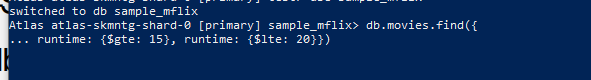 switched to db sample_mflix
Atlas atlas-skmntg-shard-0 [primary] sample_mflix> db.movies.find({
... runtime: {$gte: 15}, runtime: {$lte: 20}})